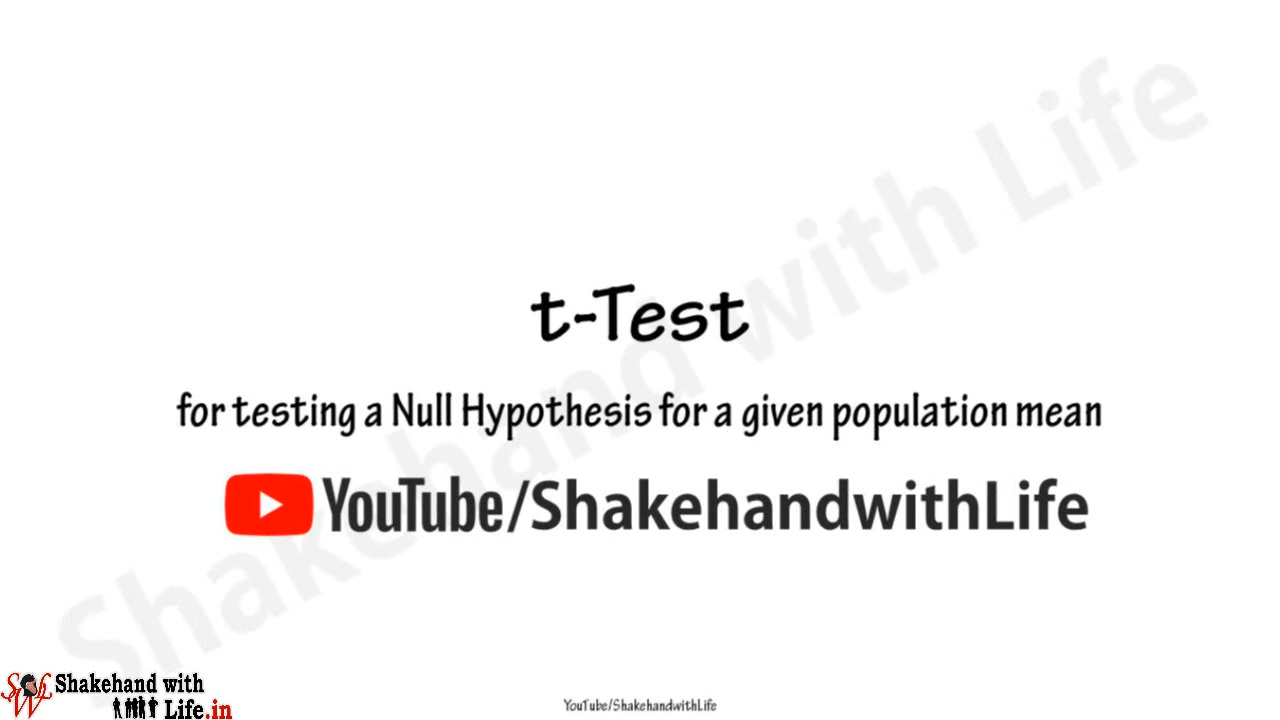 Shakehand with Life
t-Test
for testing a Null Hypothesis for a given population mean
YouTube/ShakehandwithLife
Shakehand with
Life.in
YouTube/ShakehandwithLife